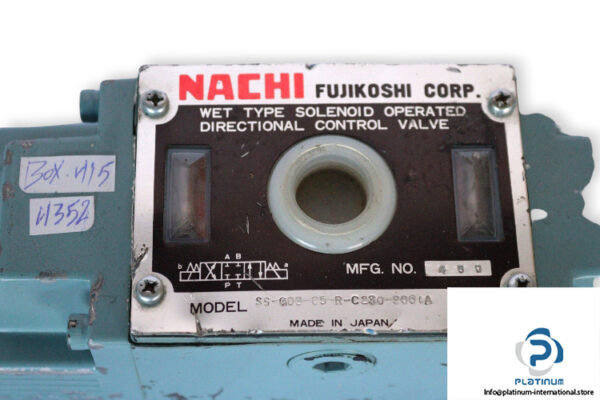 NACHI FUJIKOSHI CORP.
WET TYPE SOLENOID OPERATED
DIRECTIONAL CONTROL VALVE
BOX.
4352
A B
b
a
P T
MFG. NO.
MODEL
MADE IN JAPAN
PLATINUM
Info@platinum-international.store